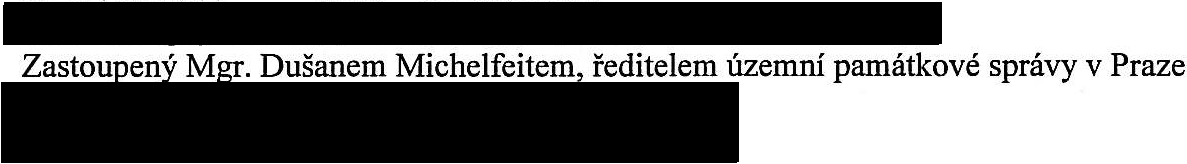 Zastoupený Mgr. Dušanem Michelfeitem, ředitelem územní památkové správy v Praze